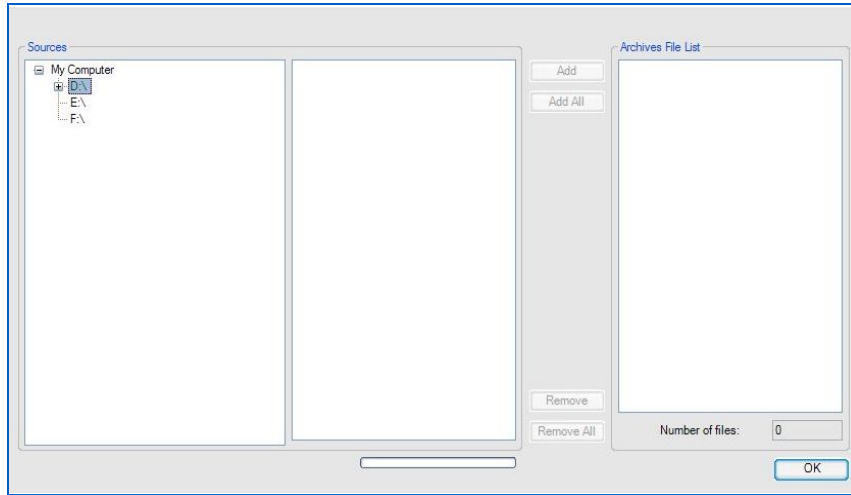 Sources
My Computer
D:\
E:\
F:\
Add
Add All
Remove
Remove All
Archives File List
Number of files: 0
OK